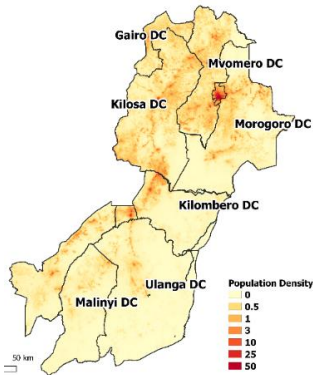 Gairo DC
Mvomero DC
Kilosa DC
Morogoro DC
Kilombero DC
Ulanga DC
Malinyi DC
Population Density
0
0.5
1
3
10
25
50
50 km